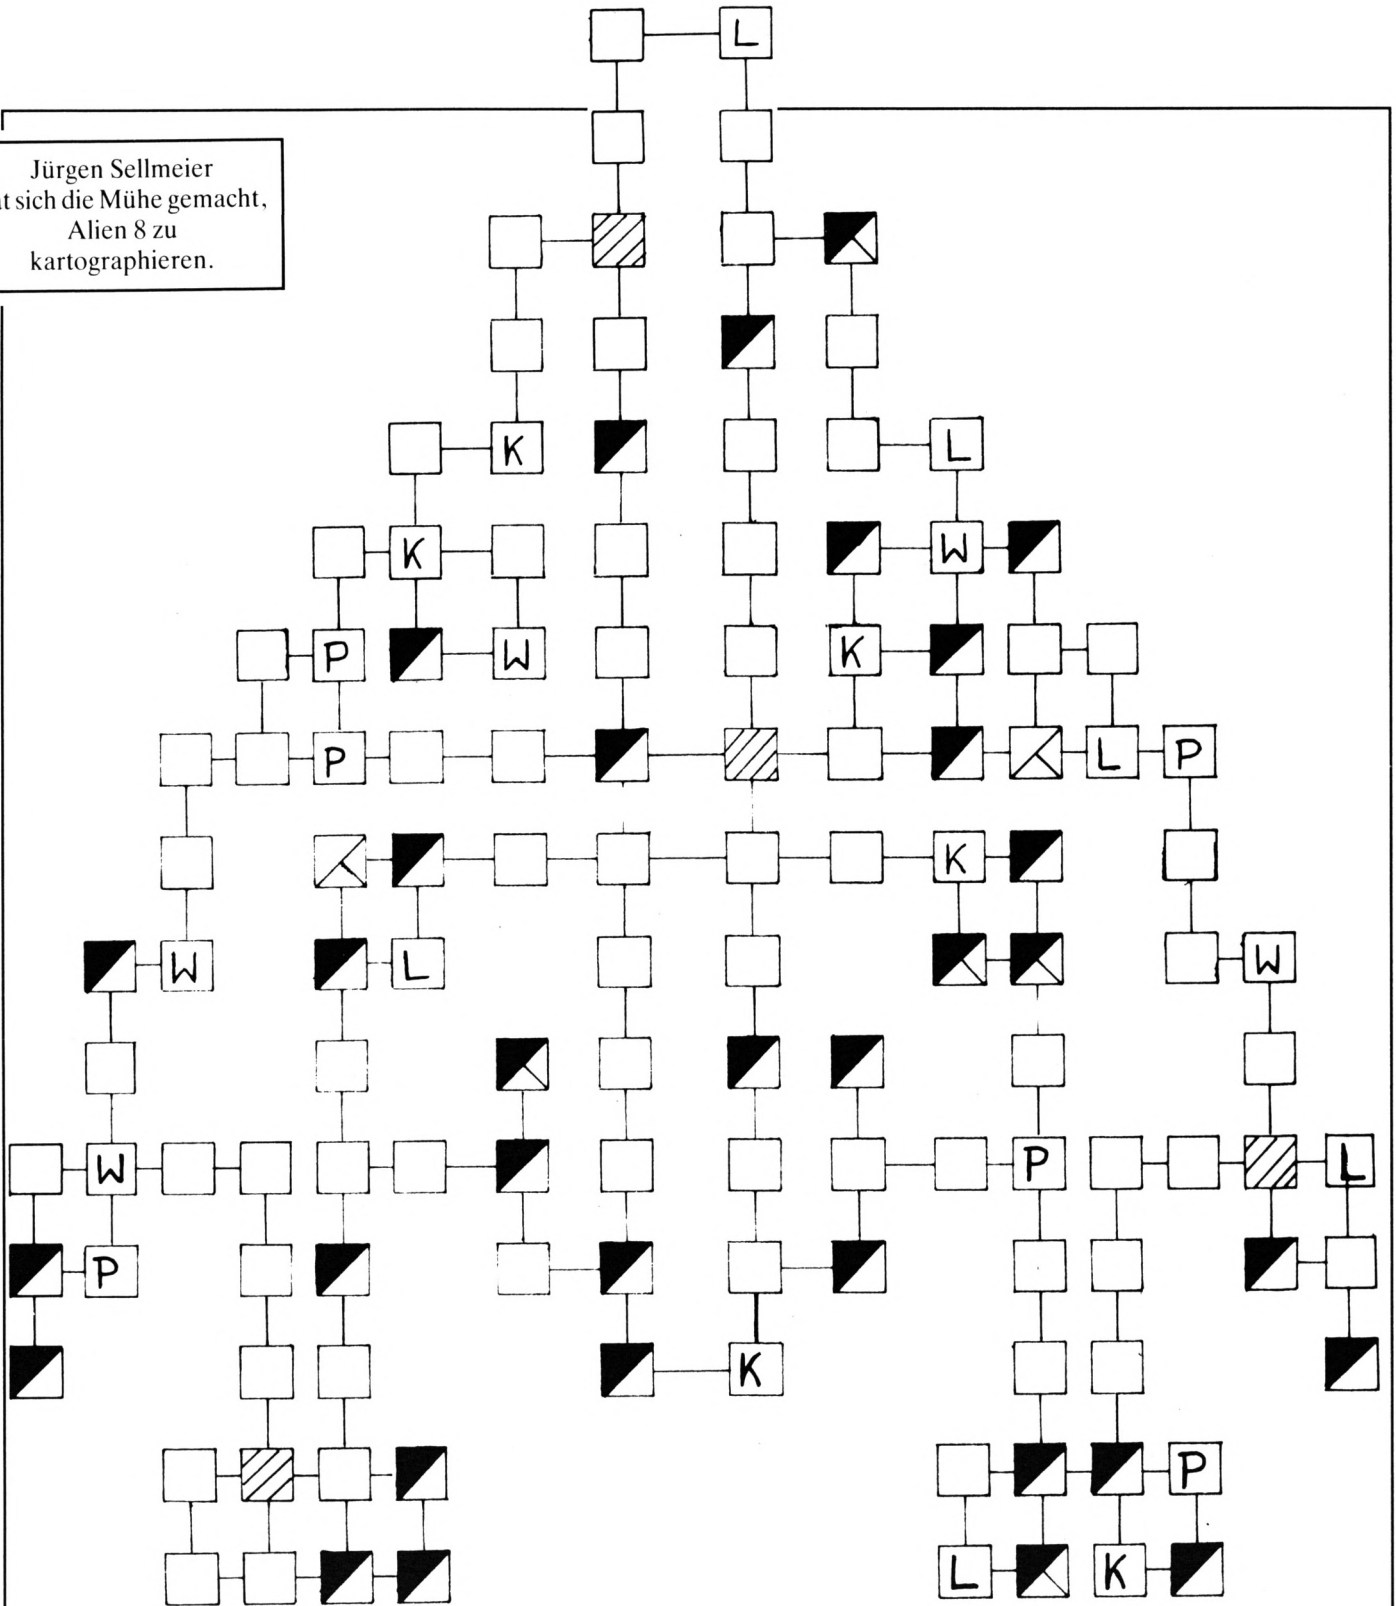 L
Jürgen Sellmeier
t sich die Mühe gemacht,
Alien 8 zu
kartographieren.
K L
K W
P W K
P L P
K
W L W
W P L
P
K
P
L K